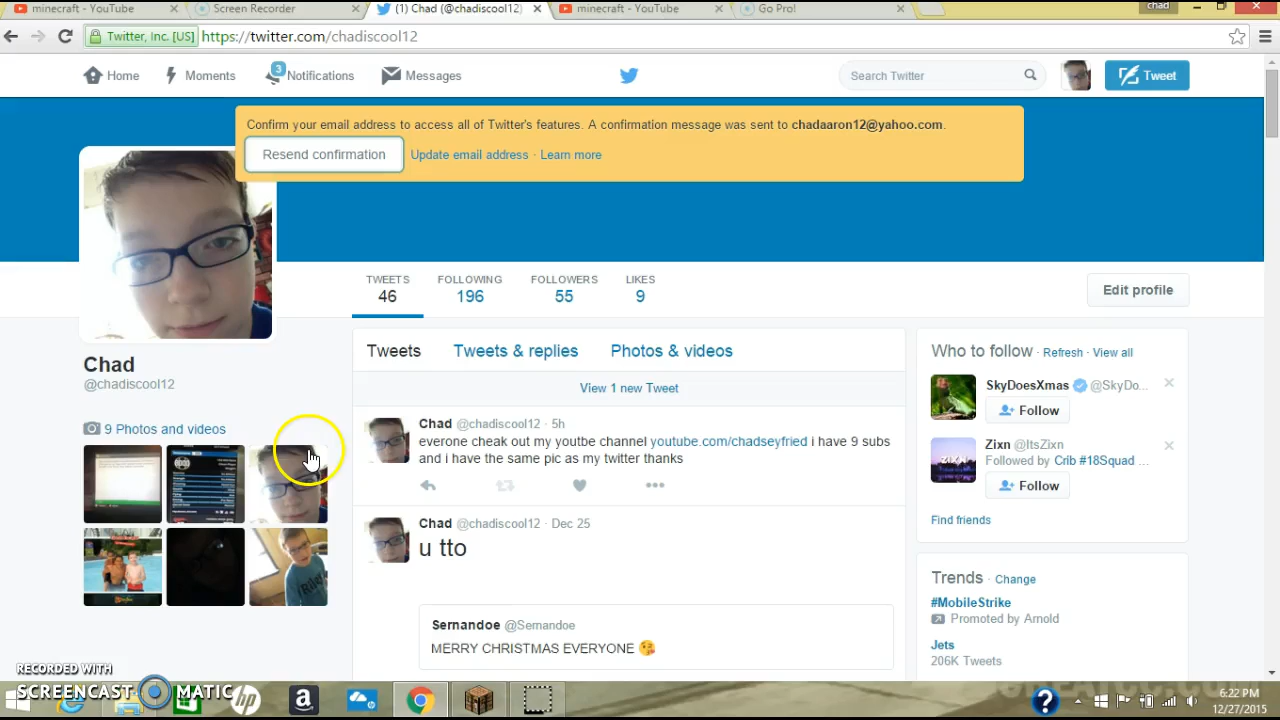 minecraft - YouTube
Screen Recorder
(1) Chad (@chadiscool12)
minecraft - YouTube
Go Pro!
chad
Twitter, Inc. [US]
https://twitter.com/chadiscool12
Home
Moments
3
Notifications
Messages
Search Twitter
Tweet
Confirm your email address to access all of Twitter's features. A confirmation message was sent to chadaaron12@yahoo.com.
Resend confirmation
Update email address · Learn more
TWEETS
46
FOLLOWING
196
FOLLOWERS
55
LIKES
9
Edit profile
Chad
@chadiscool12
9 Photos and videos
Tweets
Tweets & replies
Photos & videos
View 1 new Tweet
Chad @chadiscool12 · 5h
everone cheak out my youtbe channel youtube.com/chadseyfried i have 9 subs
and i have the same pic as my twitter thanks
Chad @chadiscool12 · Dec 25
u tto
Sernandoe @Sernandoe
MERRY CHRISTMAS EVERYONE
Who to follow · Refresh · View all
SkyDoesXmas @SkyDo...
Follow
Zixn @ItsZixn
Followed by Crib #18Squad ...
Follow
Find friends
Trends · Change
#MobileStrike
Promoted by Arnold
Jets
206K Tweets
RECORDED WITH
SCREENCAST MATIC
6:22 PM
12/27/2015